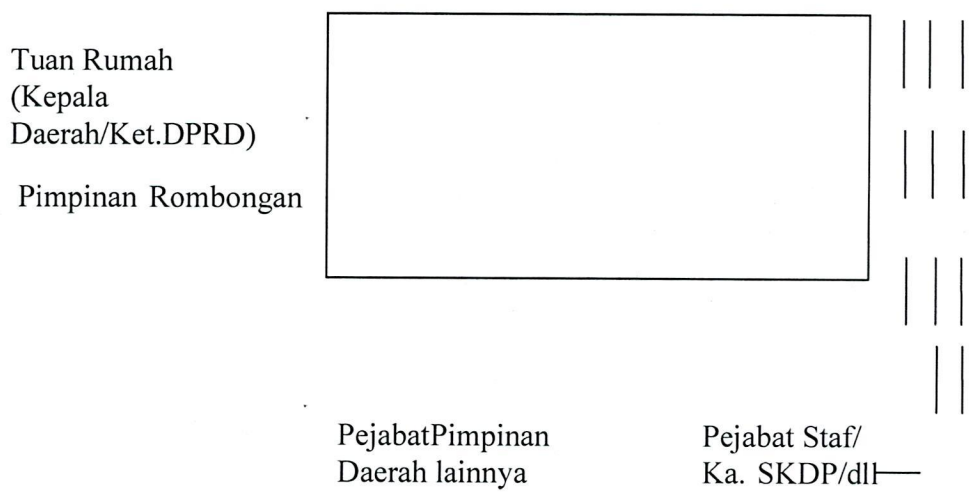 Tuan Rumah
(Kepala
Daerah/Ket.DPRD)
Pimpinan Rombongan
PejabatPimpinan
Daerah lainnya
Pejabat Staf/
Ka. SKDP/dll